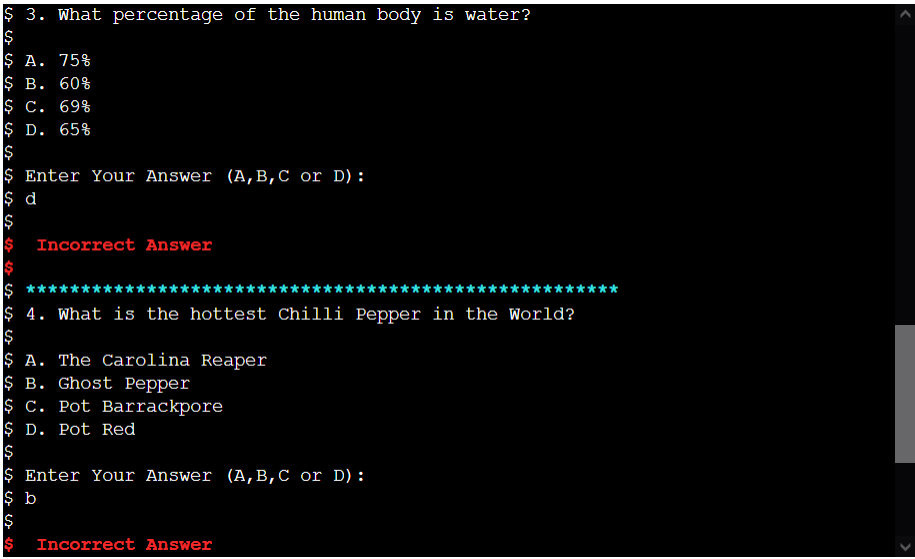 $ 3. What percentage of the human body is water?
$
$ A. 75%
$ B. 60%
$ C. 69%
$ D. 65%
$
$ Enter Your Answer (A,B,C or D):
$ d
$
$  Incorrect Answer
$
$ ******************************************************
$ 4. What is the hottest Chilli Pepper in the World?
$
$ A. The Carolina Reaper
$ B. Ghost Pepper
$ C. Pot Barrackpore
$ D. Pot Red
$
$ Enter Your Answer (A,B,C or D):
$ b
$
$  Incorrect Answer